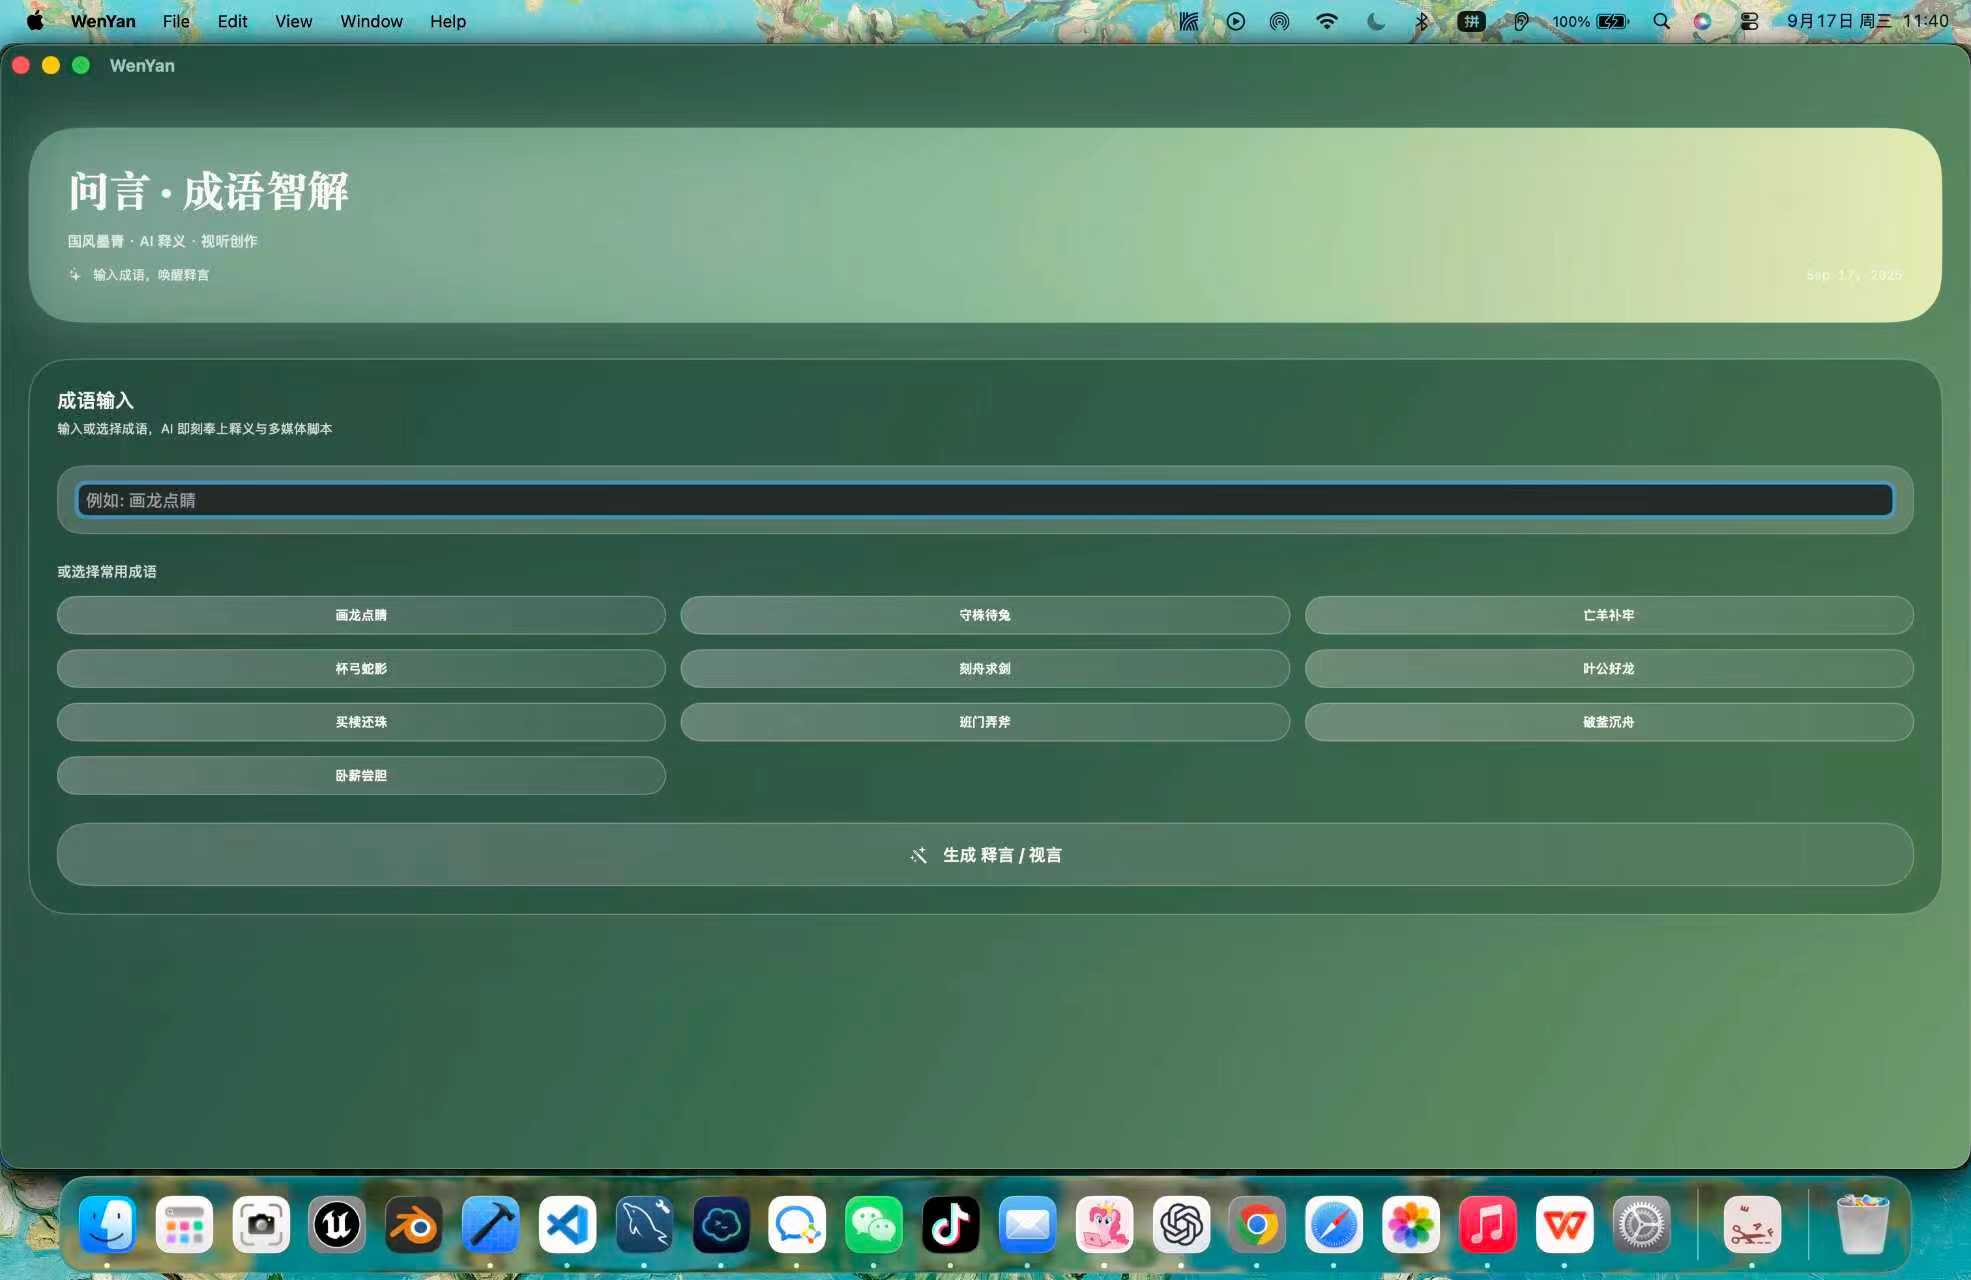 WenYan File Edit View Window Help 拼 100% 9月17日 周三 11:40
WenYan
问言 · 成语智解
国风墨青 · AI 释义 · 视听创作
输入成语，唤醒释言
Sep 17, 2025
成语输入
输入或选择成语，AI 即刻奉上释义与多媒体脚本
例如: 画龙点睛
或选择常用成语
画龙点睛 守株待兔 亡羊补牢
杯弓蛇影 刻舟求剑 叶公好龙
买椟还珠 班门弄斧 破釜沉舟
卧薪尝胆
生成 释言 / 视言